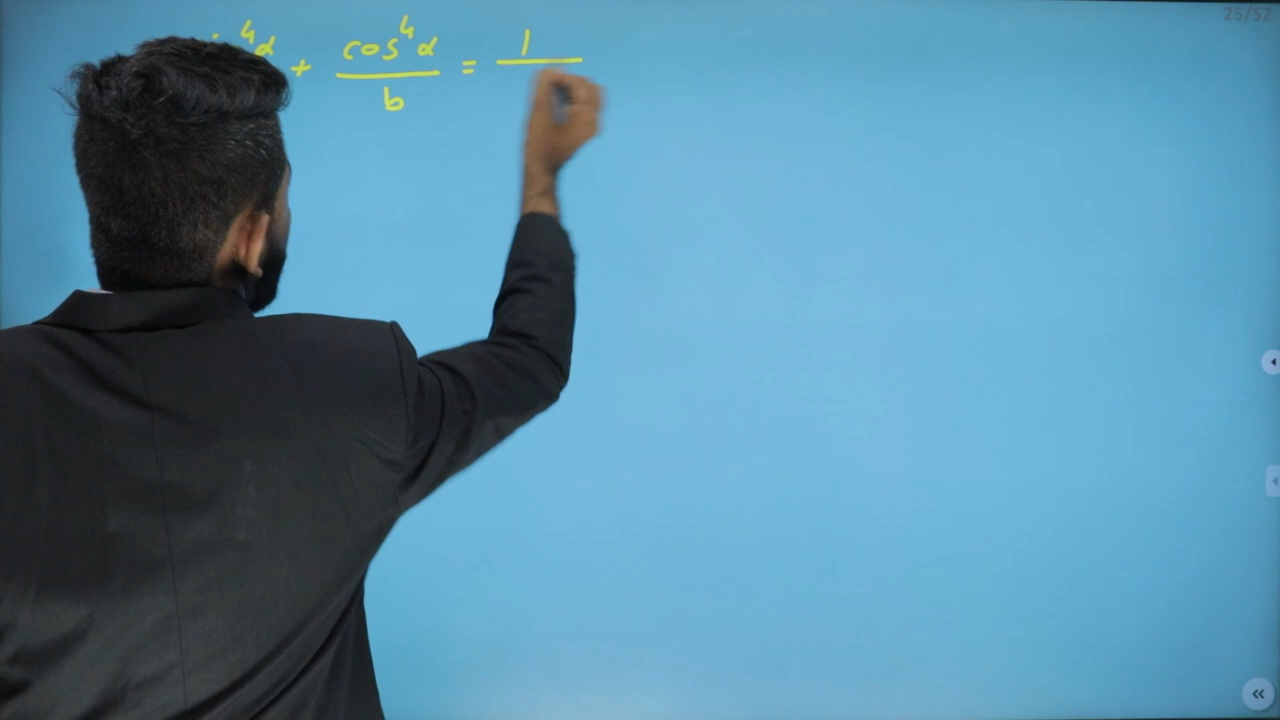 25/52
⁴α + cos⁴α/b = 1/